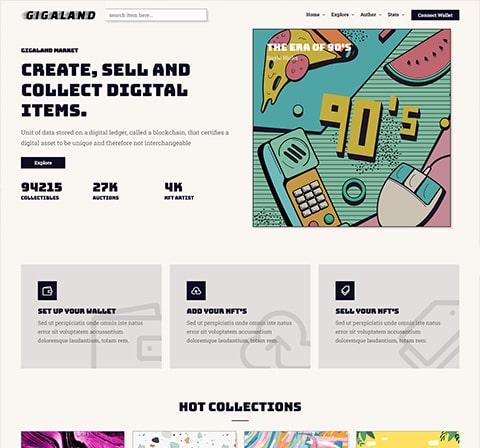 GIGALAND
search item here...
Home
Explore
Author
Stats
Connect Wallet
GIGALAND MARKET
CREATE, SELL AND
COLLECT DIGITAL
ITEMS.
Unit of data stored on a digital ledger, called a blockchain, that certifies a
digital asset to be unique and therefore not interchangeable
Explore
94215
COLLECTIBLES
27K
AUCTIONS
4K
NFT ARTIST
THE ERA OF 90'S
90's
SET UP YOUR WALLET
Sed ut perspiciatis unde omnis iste natus
error sit voluptatem accusantium
doloremque laudantium, totam rem.
ADD YOUR NFT'S
Sed ut perspiciatis unde omnis iste natus
error sit voluptatem accusantium
doloremque laudantium, totam rem.
SELL YOUR NFT'S
Sed ut perspiciatis unde omnis iste natus
error sit voluptatem accusantium
doloremque laudantium, totam rem.
HOT COLLECTIONS